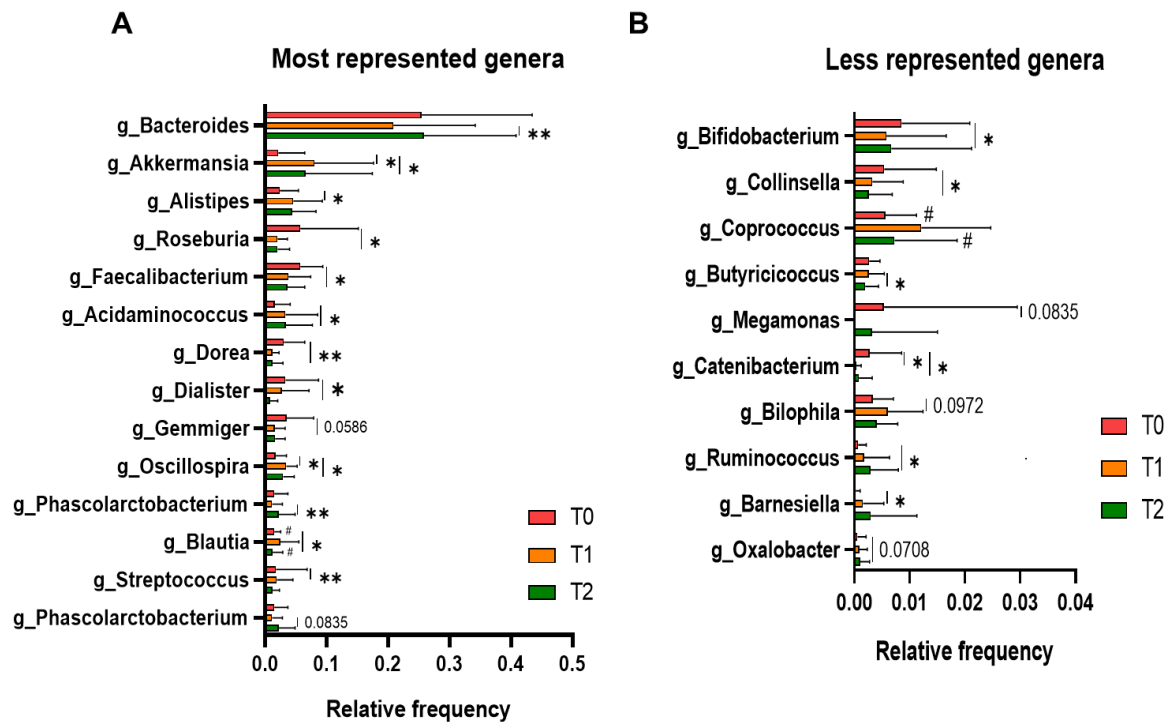 A
Most represented genera
g_Bacteroides
**
g_Akkermansia
* *
g_Alistipes
*
g_Roseburia
*
g_Faecalibacterium
*
g_Acidaminococcus
*
g_Dorea
**
g_Dialister
*
g_Gemmiger
0.0586
g_Oscillospira
* *
g_Phascolarctobacterium
**
g_Blautia
#
*
#
g_Streptococcus
**
g_Phascolarctobacterium
0.0835
T0
T1
T2
0.0 0.1 0.2 0.3 0.4 0.5
Relative frequency
B
Less represented genera
g_Bifidobacterium
*
g_Collinsella
*
g_Coprococcus
#
#
g_Butyricicoccus
*
g_Megamonas
0.0835
g_Catenibacterium
* *
g_Bilophila
0.0972
g_Ruminococcus
*
g_Barnesiella
*
g_Oxalobacter
0.0708
T0
T1
T2
0.00 0.01 0.02 0.03 0.04
Relative frequency